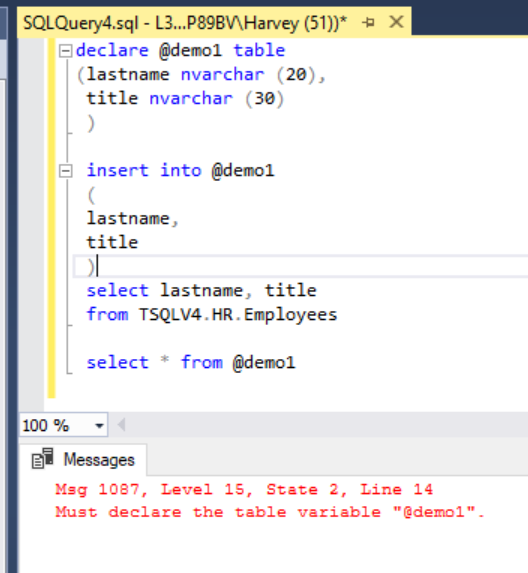 SQLQuery4.sql - L3...P89BV\Harvey (51))*
declare @demo1 table
(lastname nvarchar (20),
title nvarchar (30)
)
insert into @demo1
(
lastname,
title
)
select lastname, title
from TSQLV4.HR.Employees
select * from @demo1
100 %
Messages
Msg 1087, Level 15, State 2, Line 14
Must declare the table variable "@demo1".